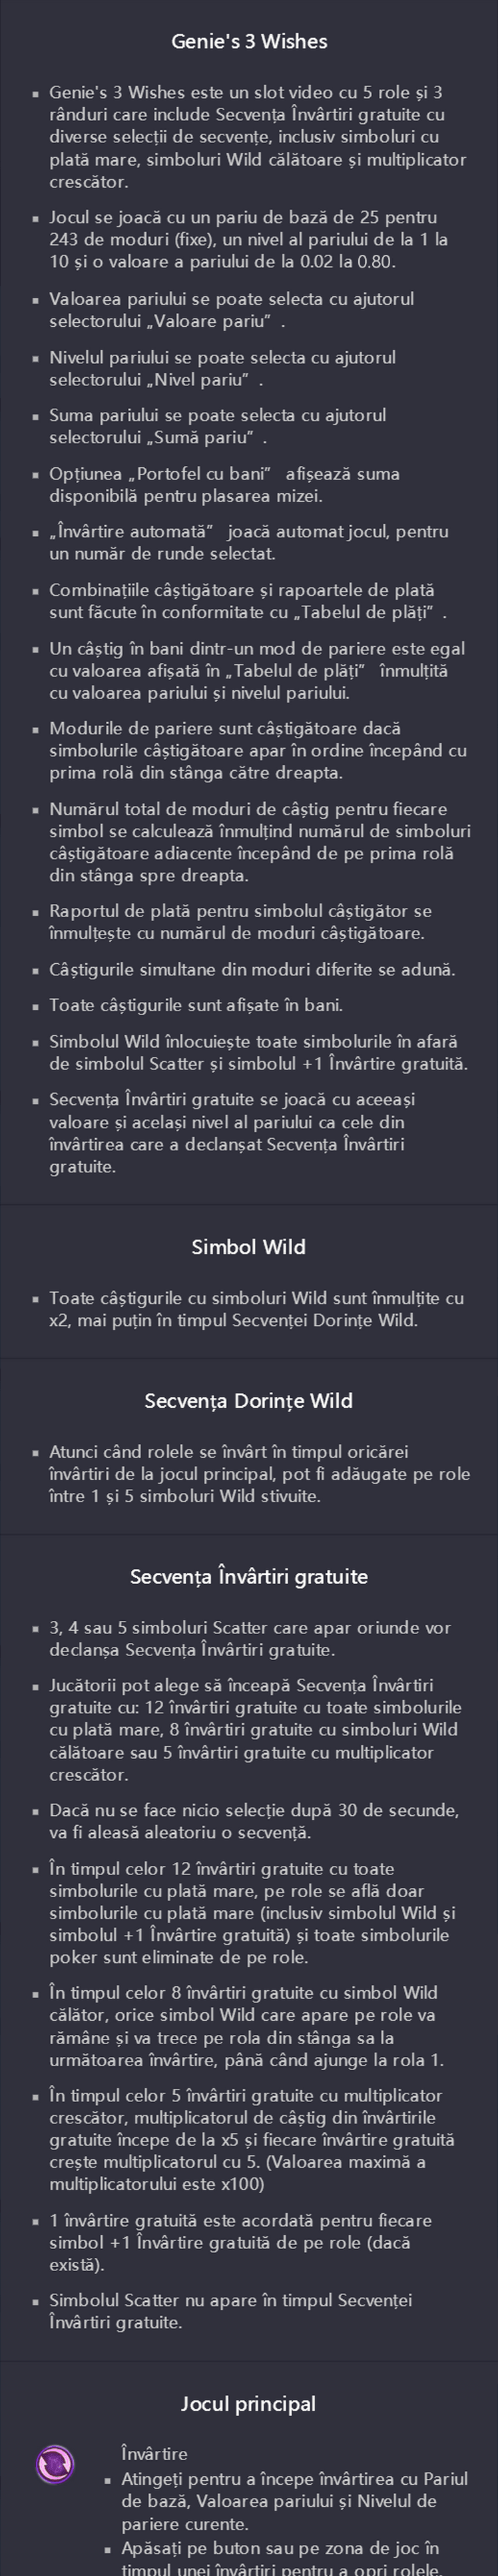 Genie's 3 Wishes
▪ Genie's 3 Wishes este un slot video cu 5 role și 3
rânduri care include Secvența Învârtiri gratuite cu
diverse selecții de secvențe, inclusiv simboluri cu
plată mare, simboluri Wild călătoare și multiplicator
crescător.
▪ Jocul se joacă cu un pariu de bază de 25 pentru
243 de moduri (fixe), un nivel al pariului de la 1 la
10 și o valoare a pariului de la 0.02 la 0.80.
▪ Valoarea pariului se poate selecta cu ajutorul
selectorului „Valoare pariu” .
▪ Nivelul pariului se poate selecta cu ajutorul
selectorului „Nivel pariu” .
▪ Suma pariului se poate selecta cu ajutorul
selectorului „Sumă pariu” .
▪ Opțiunea „Portofel cu bani” afișează suma
disponibilă pentru plasarea mizei.
▪ „Învârtire automată” joacă automat jocul, pentru
un număr de runde selectat.
▪ Combinațiile câștigătoare și rapoartele de plată
sunt făcute în conformitate cu „Tabelul de plăți” .
▪ Un câștig în bani dintr-un mod de pariere este egal
cu valoarea afișată în „Tabelul de plăți” înmulțită
cu valoarea pariului și nivelul pariului.
▪ Modurile de pariere sunt câștigătoare dacă
simbolurile câștigătoare apar în ordine începând cu
prima rolă din stânga către dreapta.
▪ Numărul total de moduri de câștig pentru fiecare
simbol se calculează înmulțind numărul de simboluri
câștigătoare adiacente începând de pe prima rolă
din stânga spre dreapta.
▪ Raportul de plată pentru simbolul câștigător se
înmulțește cu numărul de moduri câștigătoare.
▪ Câștigurile simultane din moduri diferite se adună.
▪ Toate câștigurile sunt afișate în bani.
▪ Simbolul Wild înlocuiește toate simbolurile în afară
de simbolul Scatter și simbolul +1 Învârtire gratuită.
▪ Secvența Învârtiri gratuite se joacă cu aceeași
valoare și același nivel al pariului ca cele din
învârtirea care a declanșat Secvența Învârtiri
gratuite.
Simbol Wild
▪ Toate câștigurile cu simboluri Wild sunt înmulțite cu
x2, mai puțin în timpul Secvenței Dorințe Wild.
Secvența Dorințe Wild
▪ Atunci când rolele se învârt în timpul oricărei
învârtiri de la jocul principal, pot fi adăugate pe role
între 1 și 5 simboluri Wild stivuite.
Secvența Învârtiri gratuite
▪ 3, 4 sau 5 simboluri Scatter care apar oriunde vor
declanșa Secvența Învârtiri gratuite.
▪ Jucătorii pot alege să înceapă Secvența Învârtiri
gratuite cu: 12 învârtiri gratuite cu toate simbolurile
cu plată mare, 8 învârtiri gratuite cu simboluri Wild
călătoare sau 5 învârtiri gratuite cu multiplicator
crescător.
▪ Dacă nu se face nicio selecție după 30 de secunde,
va fi aleasă aleatoriu o secvență.
▪ În timpul celor 12 învârtiri gratuite cu toate
simbolurile cu plată mare, pe role se află doar
simbolurile cu plată mare (inclusiv simbolul Wild și
simbolul +1 Învârtire gratuită) și toate simbolurile
poker sunt eliminate de pe role.
▪ În timpul celor 8 învârtiri gratuite cu simbol Wild
călător, orice simbol Wild care apare pe role va
rămâne și va trece pe rola din stânga sa la
următoarea învârtire, până când ajunge la rola 1.
▪ În timpul celor 5 învârtiri gratuite cu multiplicator
crescător, multiplicatorul de câștig din învârtirile
gratuite începe de la x5 și fiecare învârtire gratuită
crește multiplicatorul cu 5. (Valoarea maximă a
multiplicatorului este x100)
▪ 1 învârtire gratuită este acordată pentru fiecare
simbol +1 Învârtire gratuită de pe role (dacă
există).
▪ Simbolul Scatter nu apare în timpul Secvenței
Învârtiri gratuite.
Jocul principal
Învârtire
▪ Atingeți pentru a începe învârtirea cu Pariul
de bază, Valoarea pariului și Nivelul de
pariere curente.
▪ Apăsați pe buton sau pe zona de joc în
timpul unei învârtiri pentru a opri rolele.